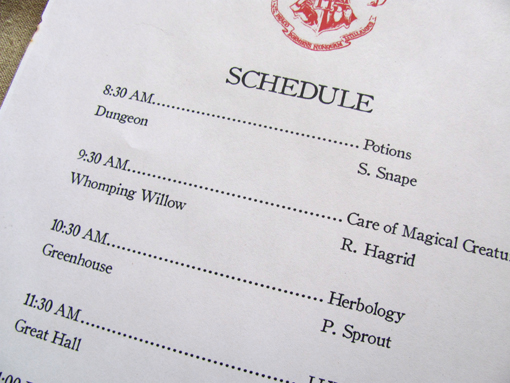 SCHEDULE
8:30 AM.................................................. Potions
Dungeon S. Snape
9:30 AM.................................................. Care of Magical
Whomping Willow R. Hagrid
10:30 AM.................................................. Herbology
Greenhouse P. Sprout
11:30 AM..................................................
Great Hall